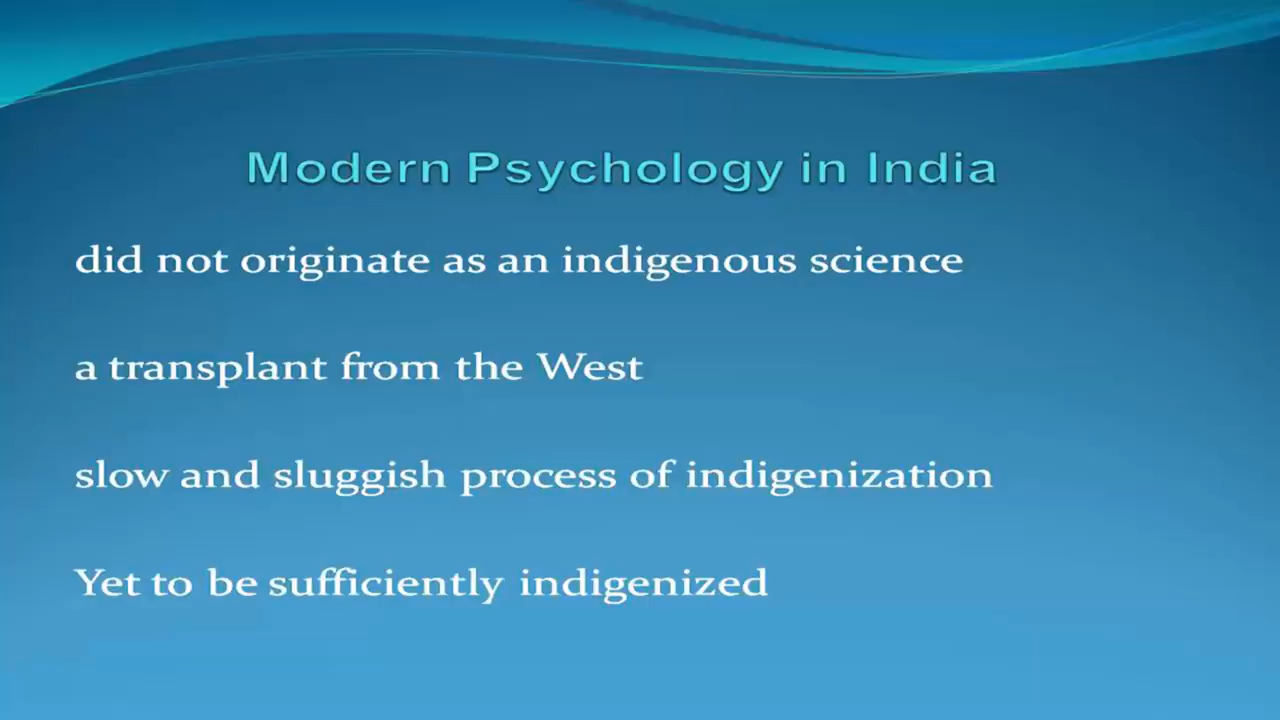 Modern Psychology in India
did not originate as an indigenous science
a transplant from the West
slow and sluggish process of indigenization
Yet to be sufficiently indigenized